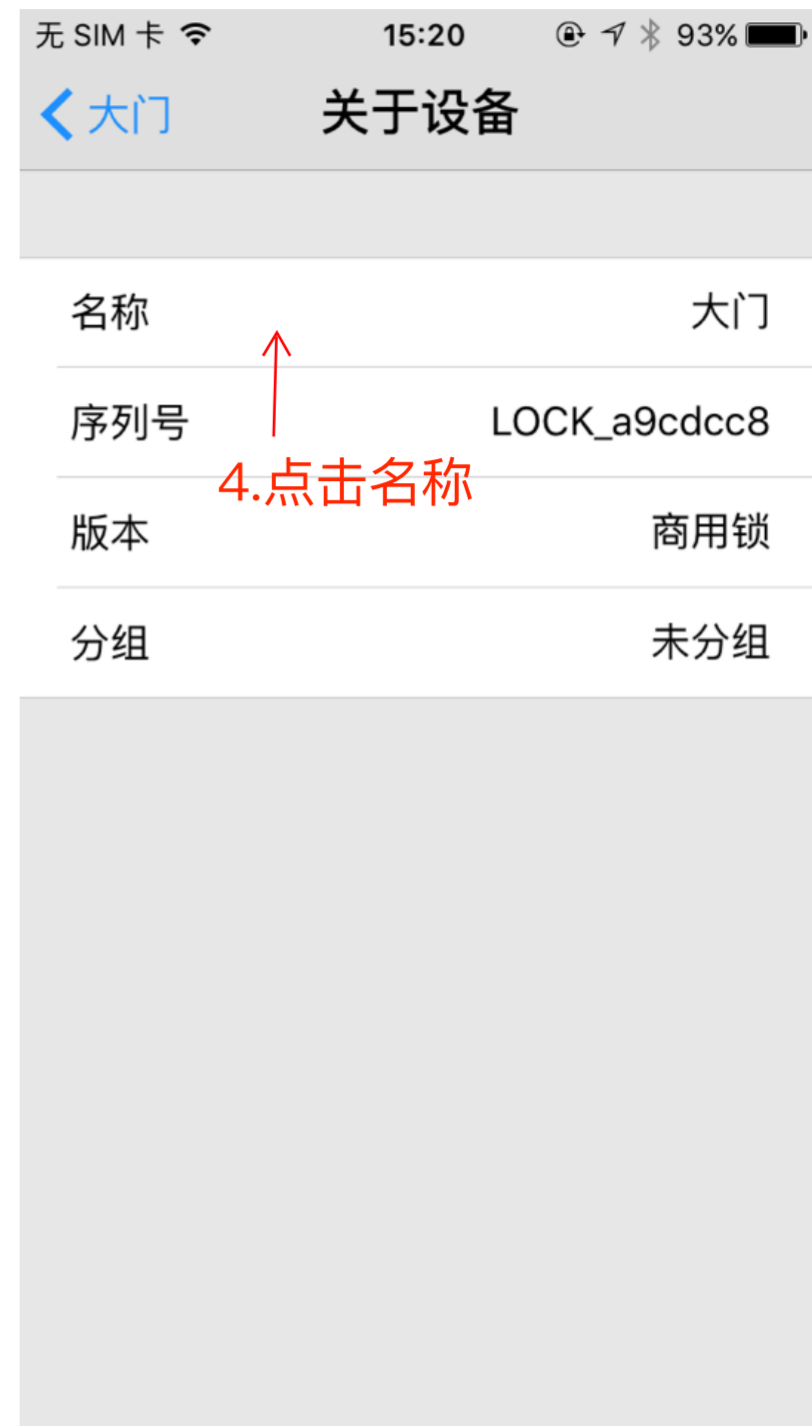 无 SIM 卡 15:20 93%
大门 关于设备
名称 大门
序列号 LOCK_a9cdcc8
4.点击名称
版本 商用锁
分组 未分组